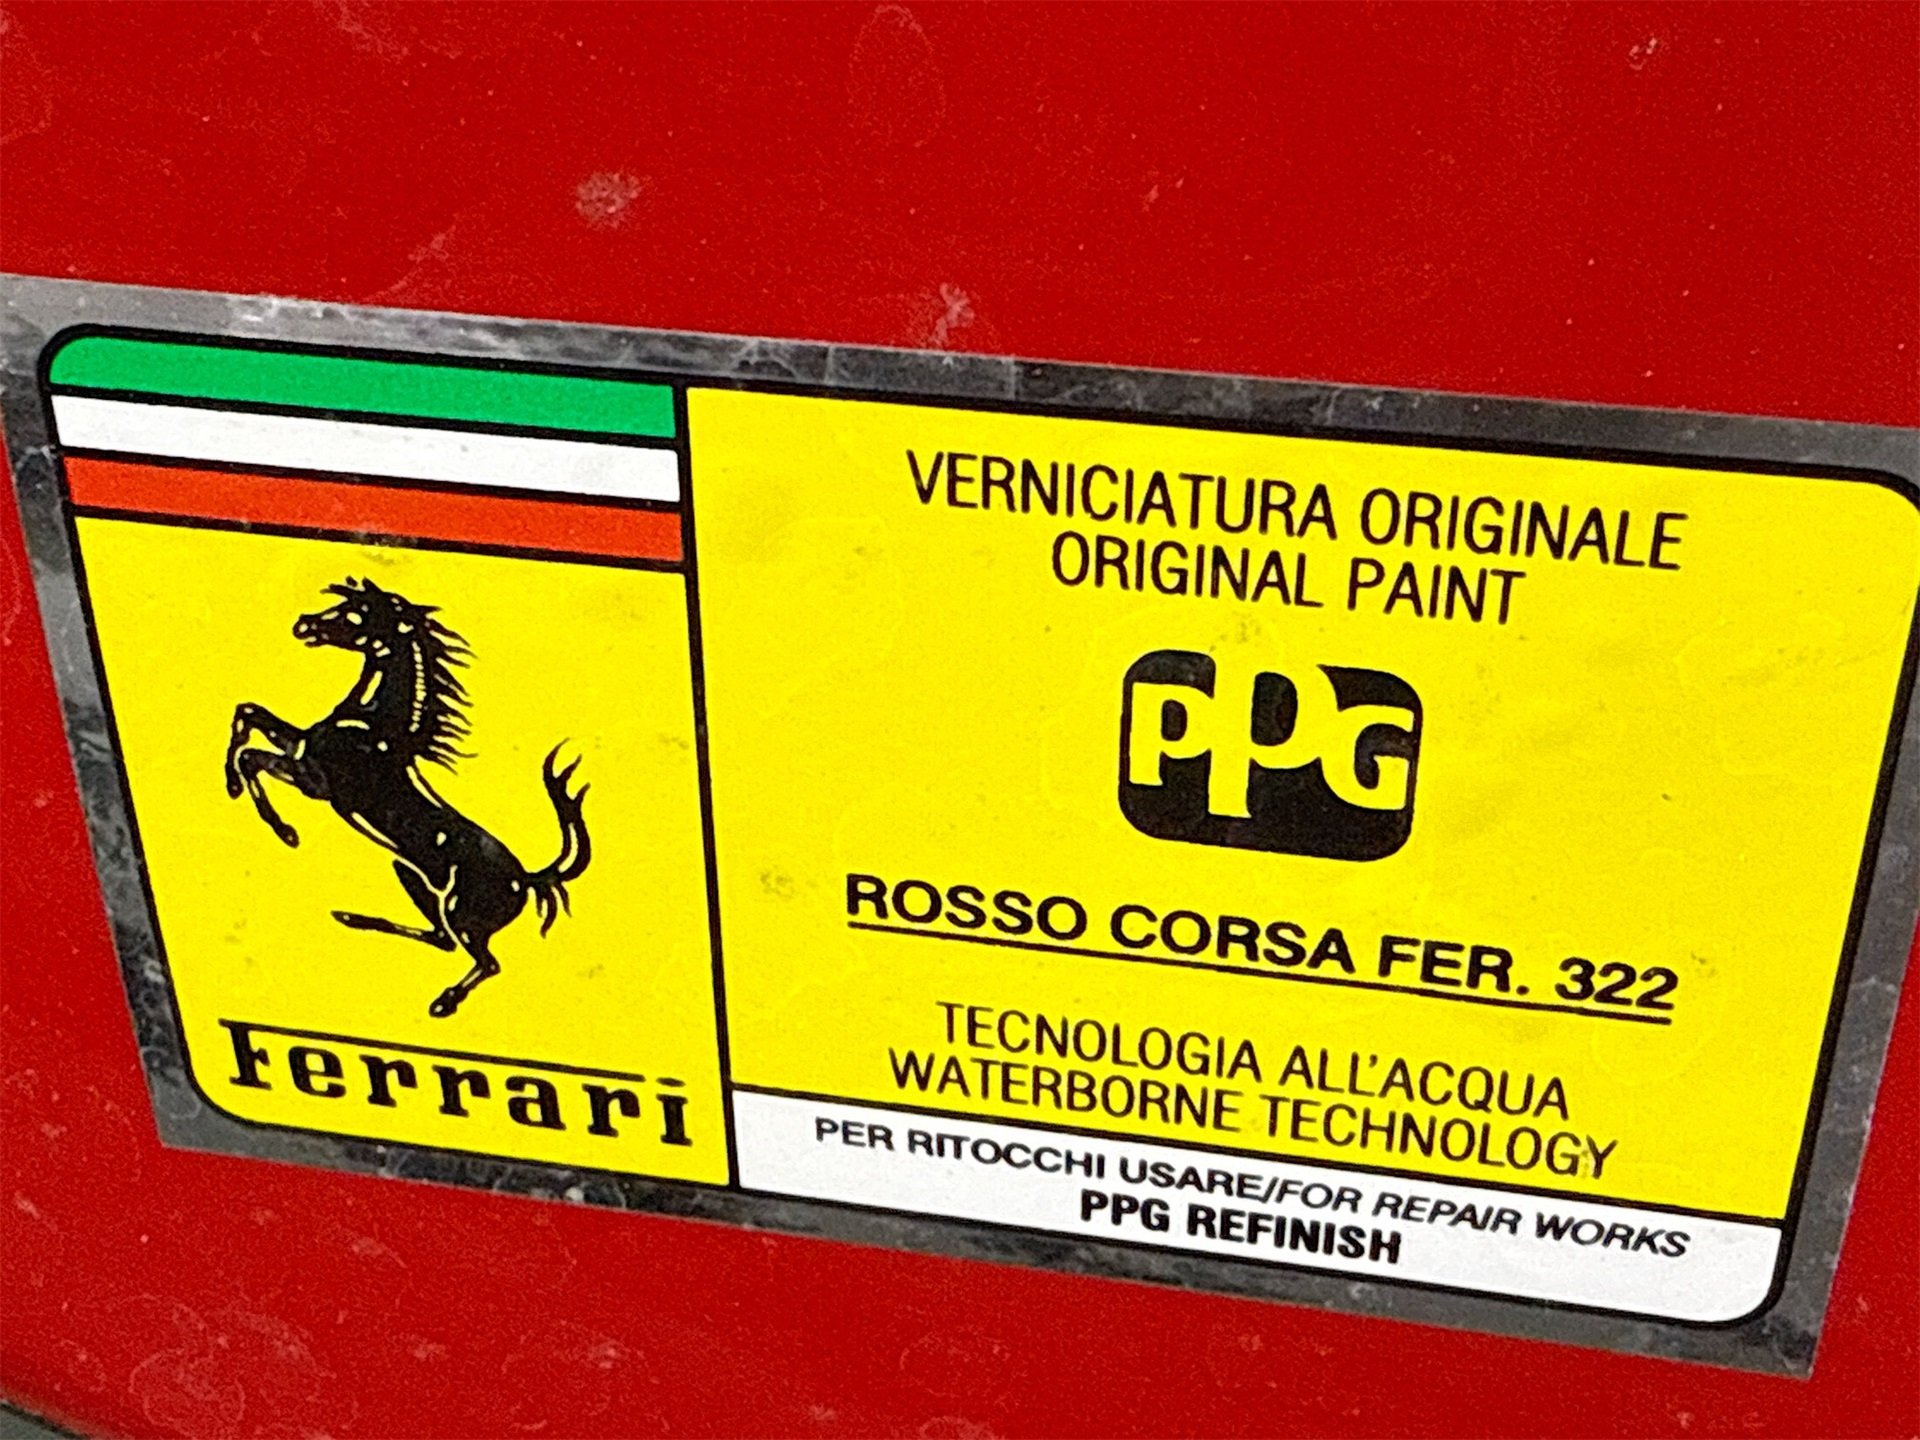 Ferrari
VERNICIATURA ORIGINALE
ORIGINAL PAINT
PPG
ROSSO CORSA FER. 322
TECNOLOGIA ALL'ACQUA
WATERBORNE TECHNOLOGY
PER RITOCCHI USARE/FOR REPAIR WORKS
PPG REFINISH